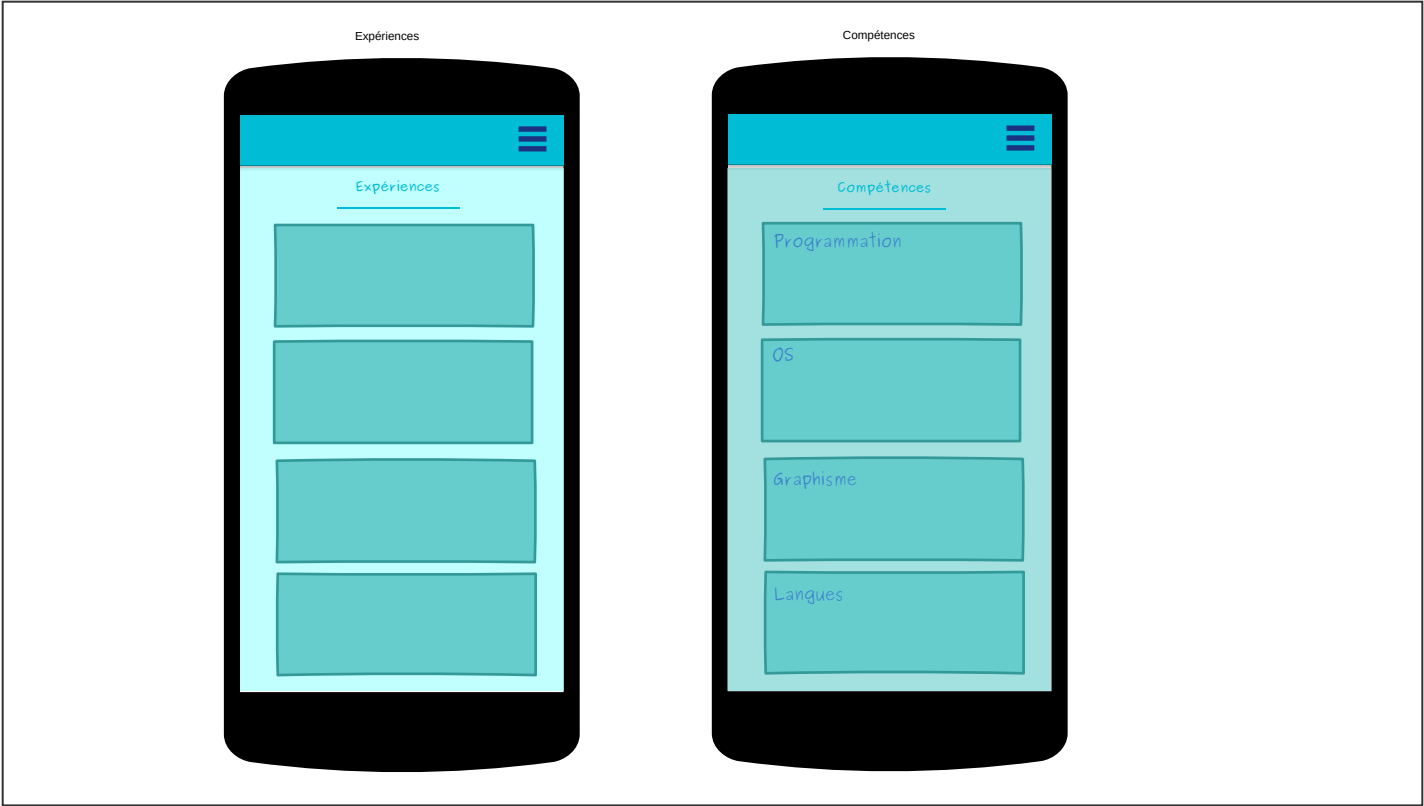 Expériences
Compétences
Expériences
Compétences
Programmation
OS
Graphisme
Langues